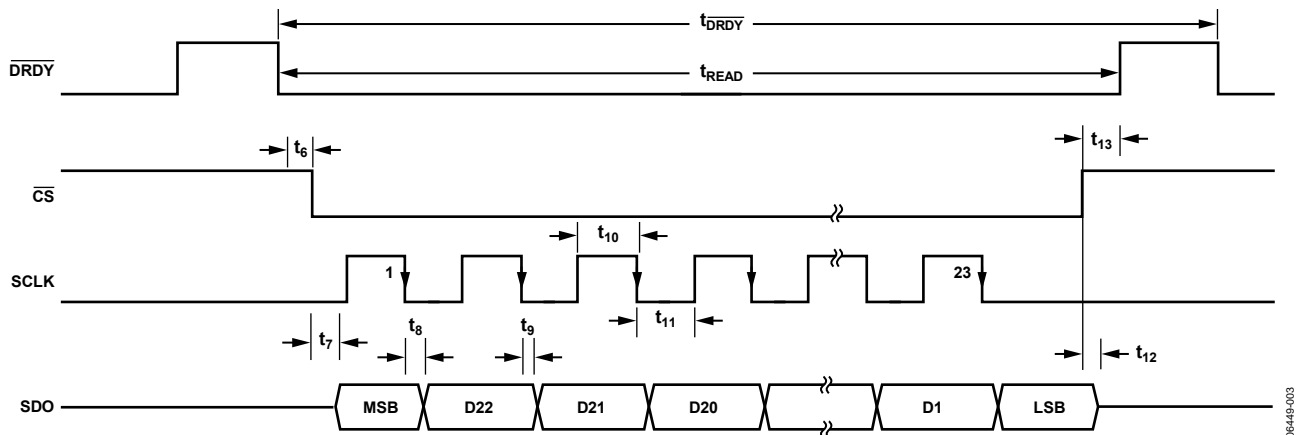 tDRDY
DRDY
tREAD
t6
t13
CS
t10
1
23
SCLK
t7
t8
t9
t11
t12
SDO
MSB
D22
D21
D20
D1
LSB
06449-003